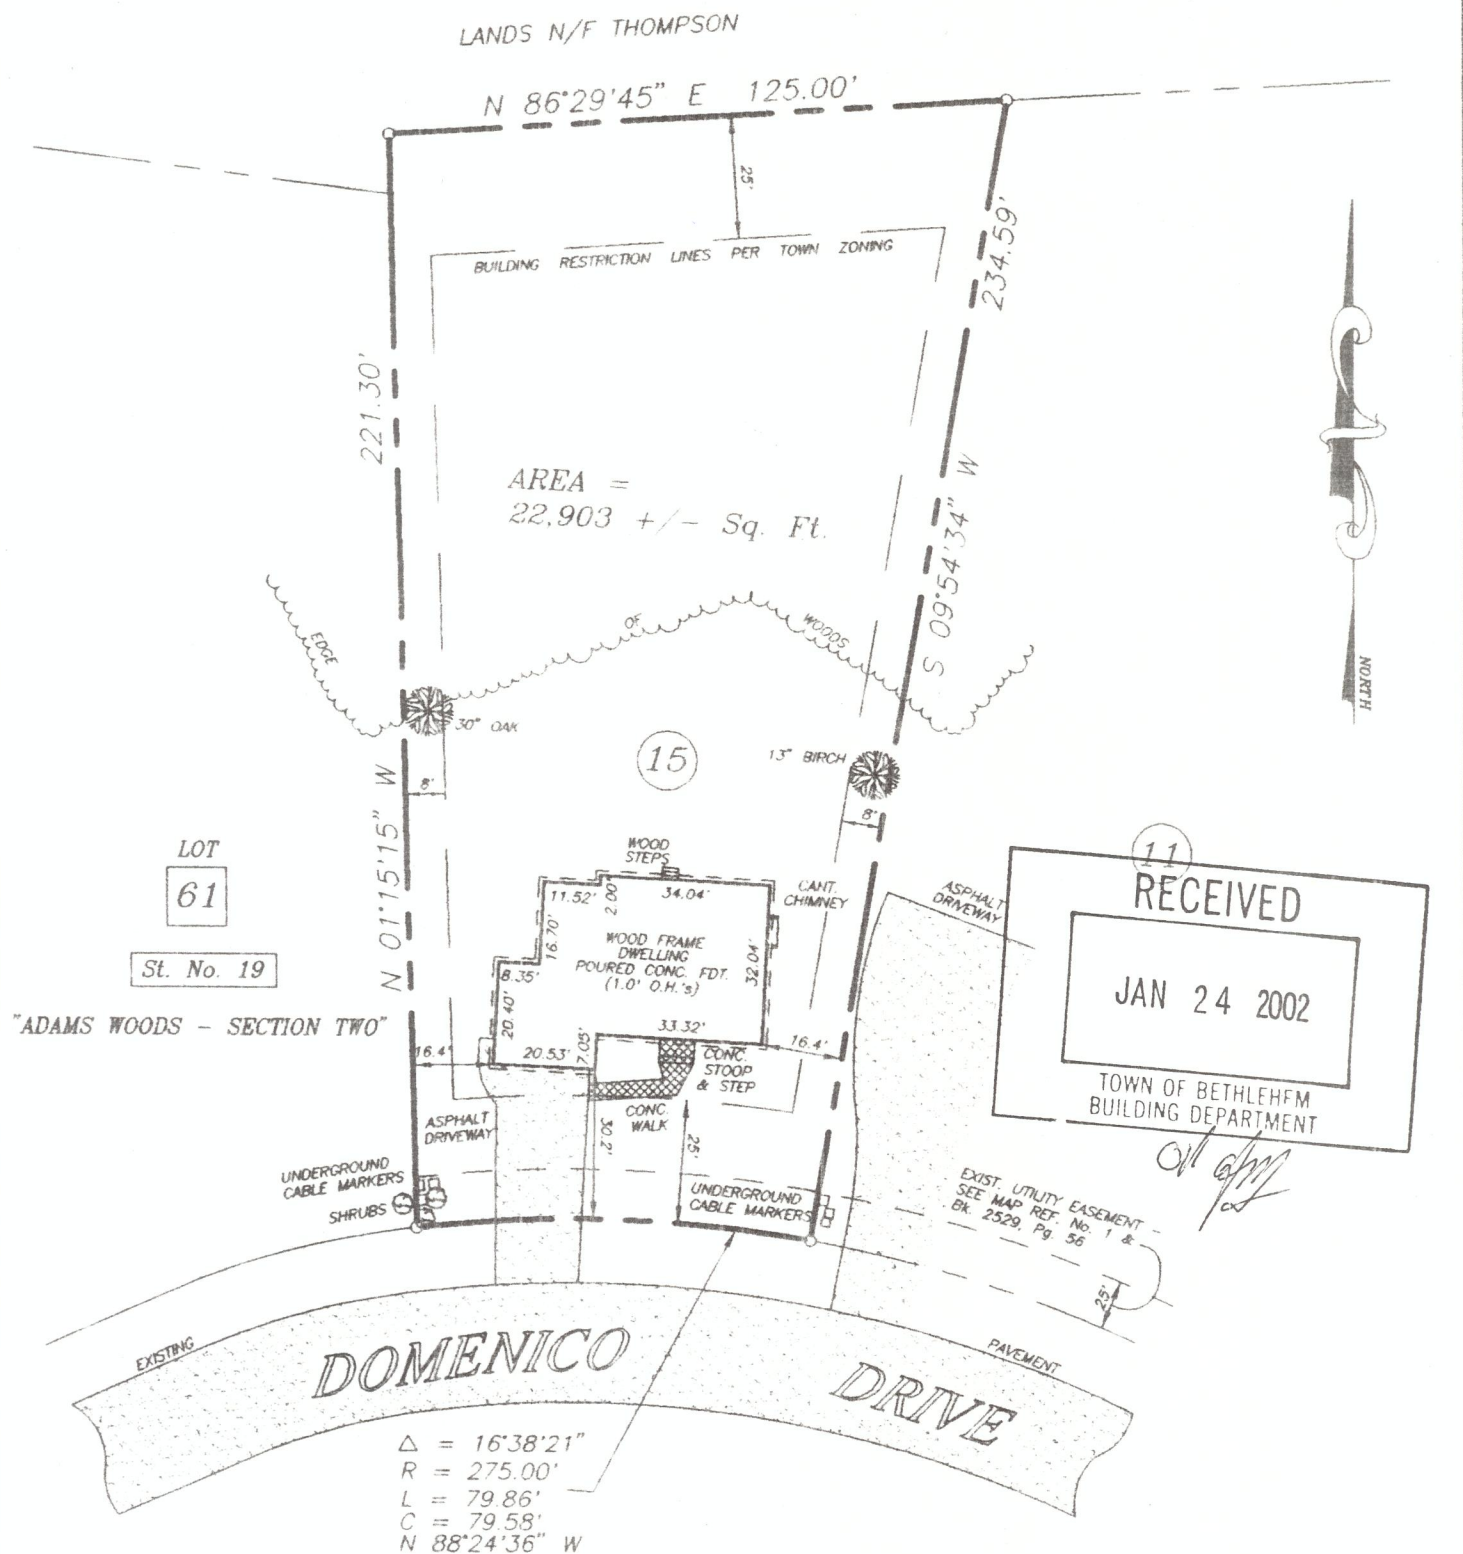 LANDS N/F THOMPSON
N 86°29'45" E 125.00'
25'
BUILDING RESTRICTION LINES PER TOWN ZONING
234.59'
221.30'
AREA =
22,903 +/- Sq. Ft.
S 09°54'34" W
EDGE OF WOODS
NORTH
30" OAK
15
13" BIRCH
8'
8'
N 01°15'15" W
LOT
61
St. No. 19
"ADAMS WOODS - SECTION TWO"
WOOD
STEPS
11.52'
2.00'
34.04'
CANT.
CHIMNEY
16.70'
WOOD FRAME
DWELLING
POURED CONC. FDT.
(1.0' O.H.'s)
32.04'
8.35'
20.40'
33.32'
7.05'
20.53'
16.4'
16.4'
CONC.
STOOP
& STEP
CONC.
WALK
ASPHALT
DRIVEWAY
30.2'
25'
ASPHALT
DRIVEWAY
11
RECEIVED
JAN 24 2002
TOWN OF BETHLEHEM
BUILDING DEPARTMENT
UNDERGROUND
CABLE MARKERS
SHRUBS
UNDERGROUND
CABLE MARKERS
EXIST. UTILITY EASEMENT
SEE MAP REF. No. 1 &
Bk. 2529, Pg. 56
25'
EXISTING
PAVEMENT
DOMENICO DRIVE
Δ = 16°38'21"
R = 275.00'
L = 79.86'
C = 79.58'
N 88°24'36" W